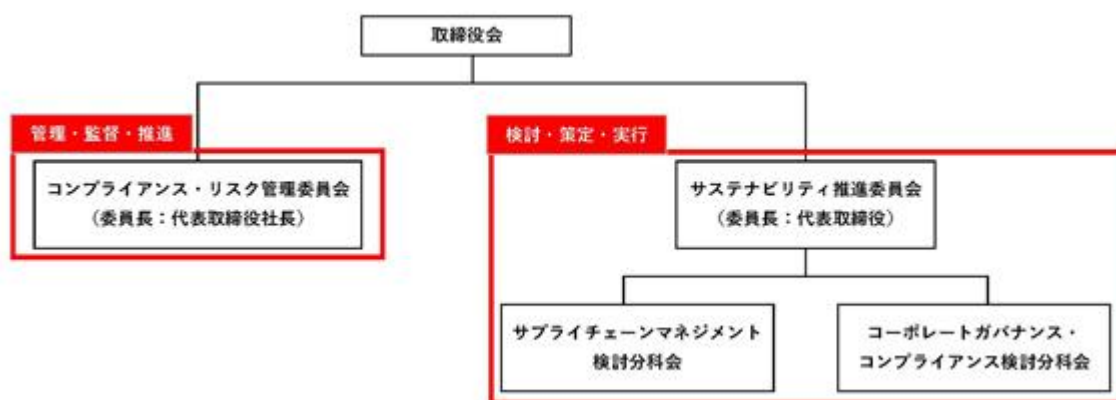 取締役会
管理・監督・推進
検討・策定・実行
コンプライアンス・リスク管理委員会
（委員長：代表取締役社長）
サステナビリティ推進委員会
（委員長：代表取締役）
サプライチェーンマネジメント
検討分科会
コーポレートガバナンス・
コンプライアンス検討分科会